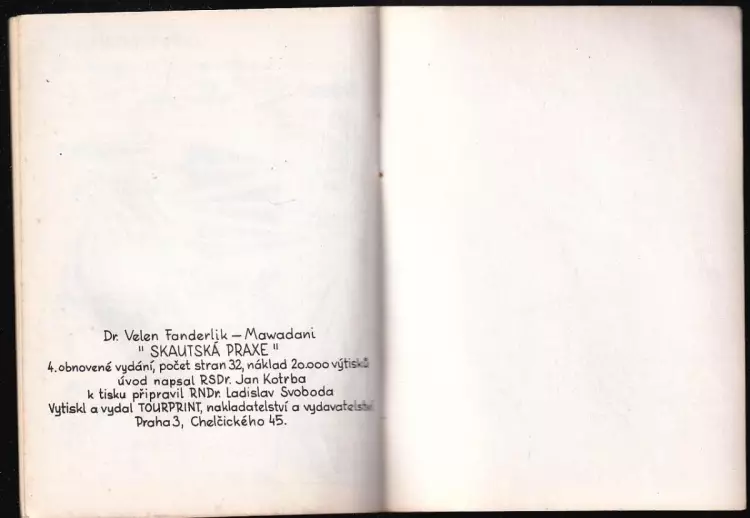 Dr. Velen Fanderlik – Mawadani
" SKAUTSKÁ PRAXE "
4. obnovené vydání, počet stran 32, náklad 20.000 výtisků
úvod napsal RSDr. Jan Kotrba
k tisku připravil RNDr. Ladislav Svoboda
Vytiskl a vydal TOURPRINT, nakladatelství a vydavatelství
Praha 3, Chelčického 45.